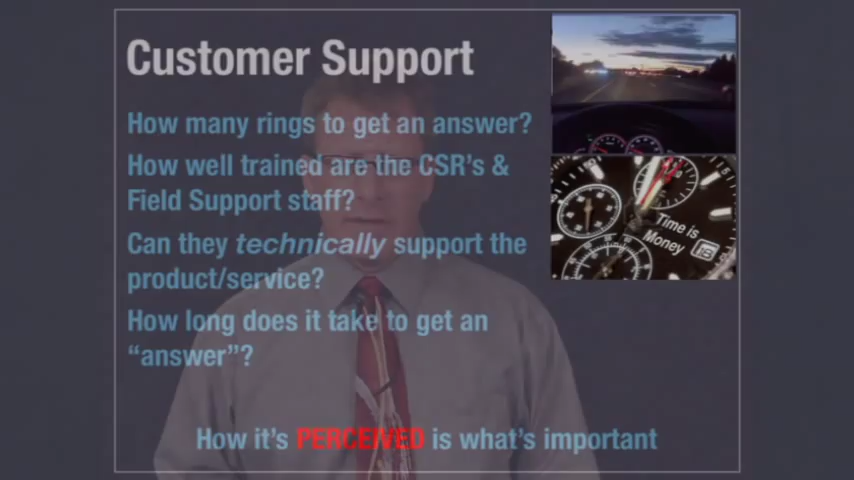 Customer Support
How many rings to get an answer?
How well trained are the CSR's &
Field Support staff?
Can they technically support the
product/service?
How long does it take to get an
“answer”?
How it's PERCEIVED is what's important
Time is
Money